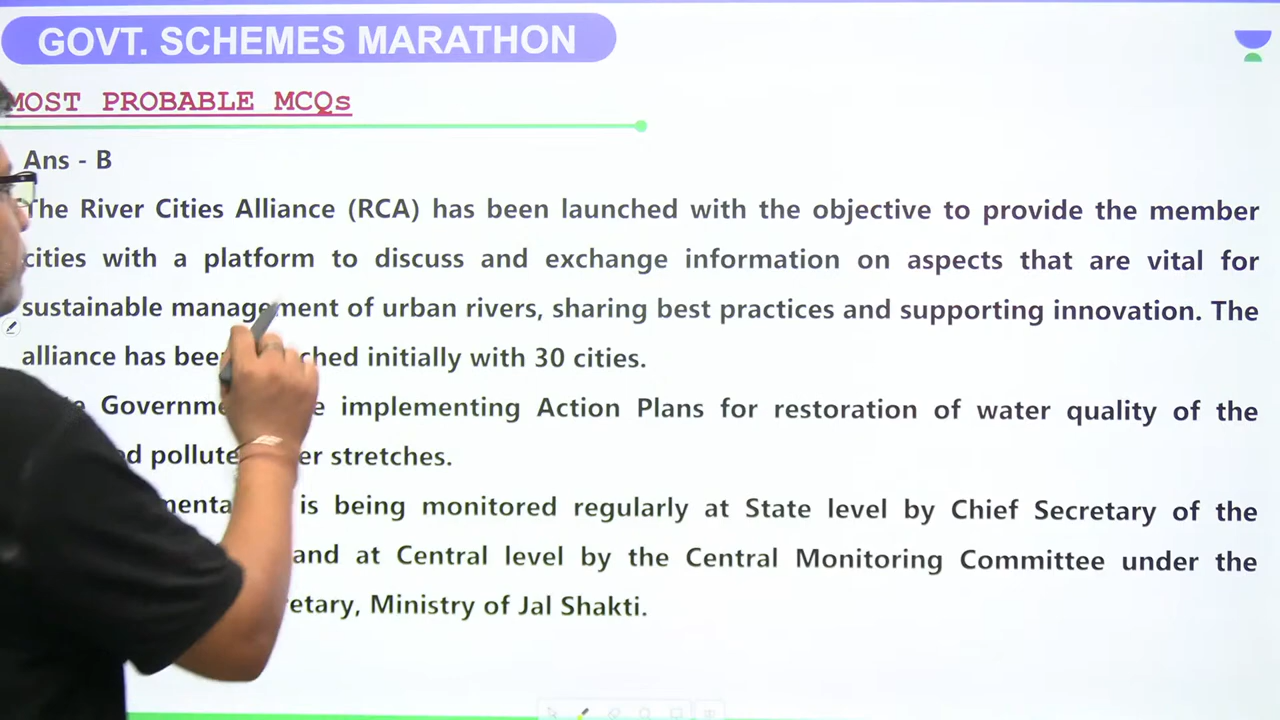 GOVT. SCHEMES MARATHON
MOST PROBABLE MCQs
Ans - B
The River Cities Alliance (RCA) has been launched with the objective to provide the member
cities with a platform to discuss and exchange information on aspects that are vital for
sustainable management of urban rivers, sharing best practices and supporting innovation. The
alliance has been ched initially with 30 cities.
implementing Action Plans for restoration of water quality of the
stretches.
is being monitored regularly at State level by Chief Secretary of the
and at Central level by the Central Monitoring Committee under the
Ministry of Jal Shakti.